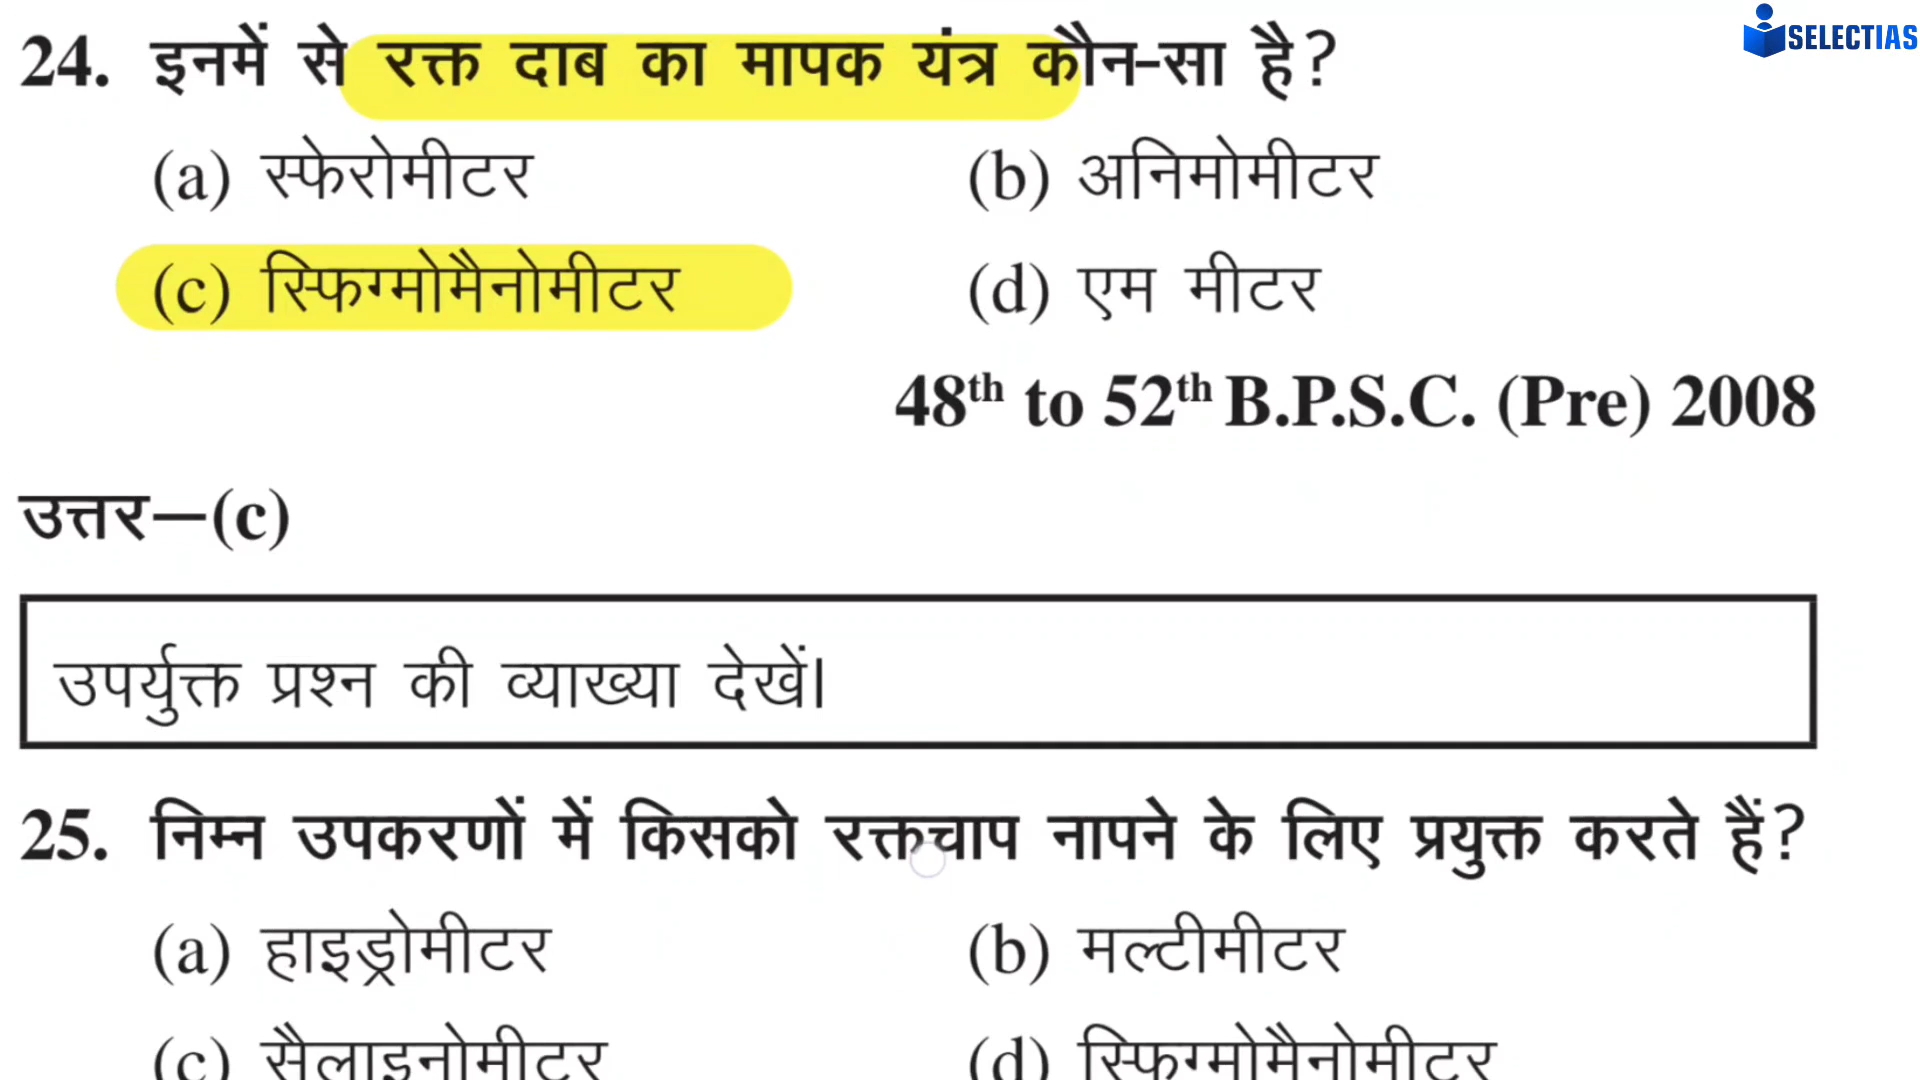 SELECTIAS
24. इनमें से रक्त दाब का मापक यंत्र कौन-सा है?
(a) स्फेरोमीटर (b) अनिमोमीटर
(c) स्फिग्मोमैनोमीटर (d) एम मीटर
48th to 52th B.P.S.C. (Pre) 2008
उत्तर—(c)
उपर्युक्त प्रश्न की व्याख्या देखें।
25. निम्न उपकरणों में किसको रक्तचाप नापने के लिए प्रयुक्त करते हैं?
(a) हाइड्रोमीटर (b) मल्टीमीटर
(c) सैलाइनोमीटर (d) स्फिग्मोमैनोमीटर